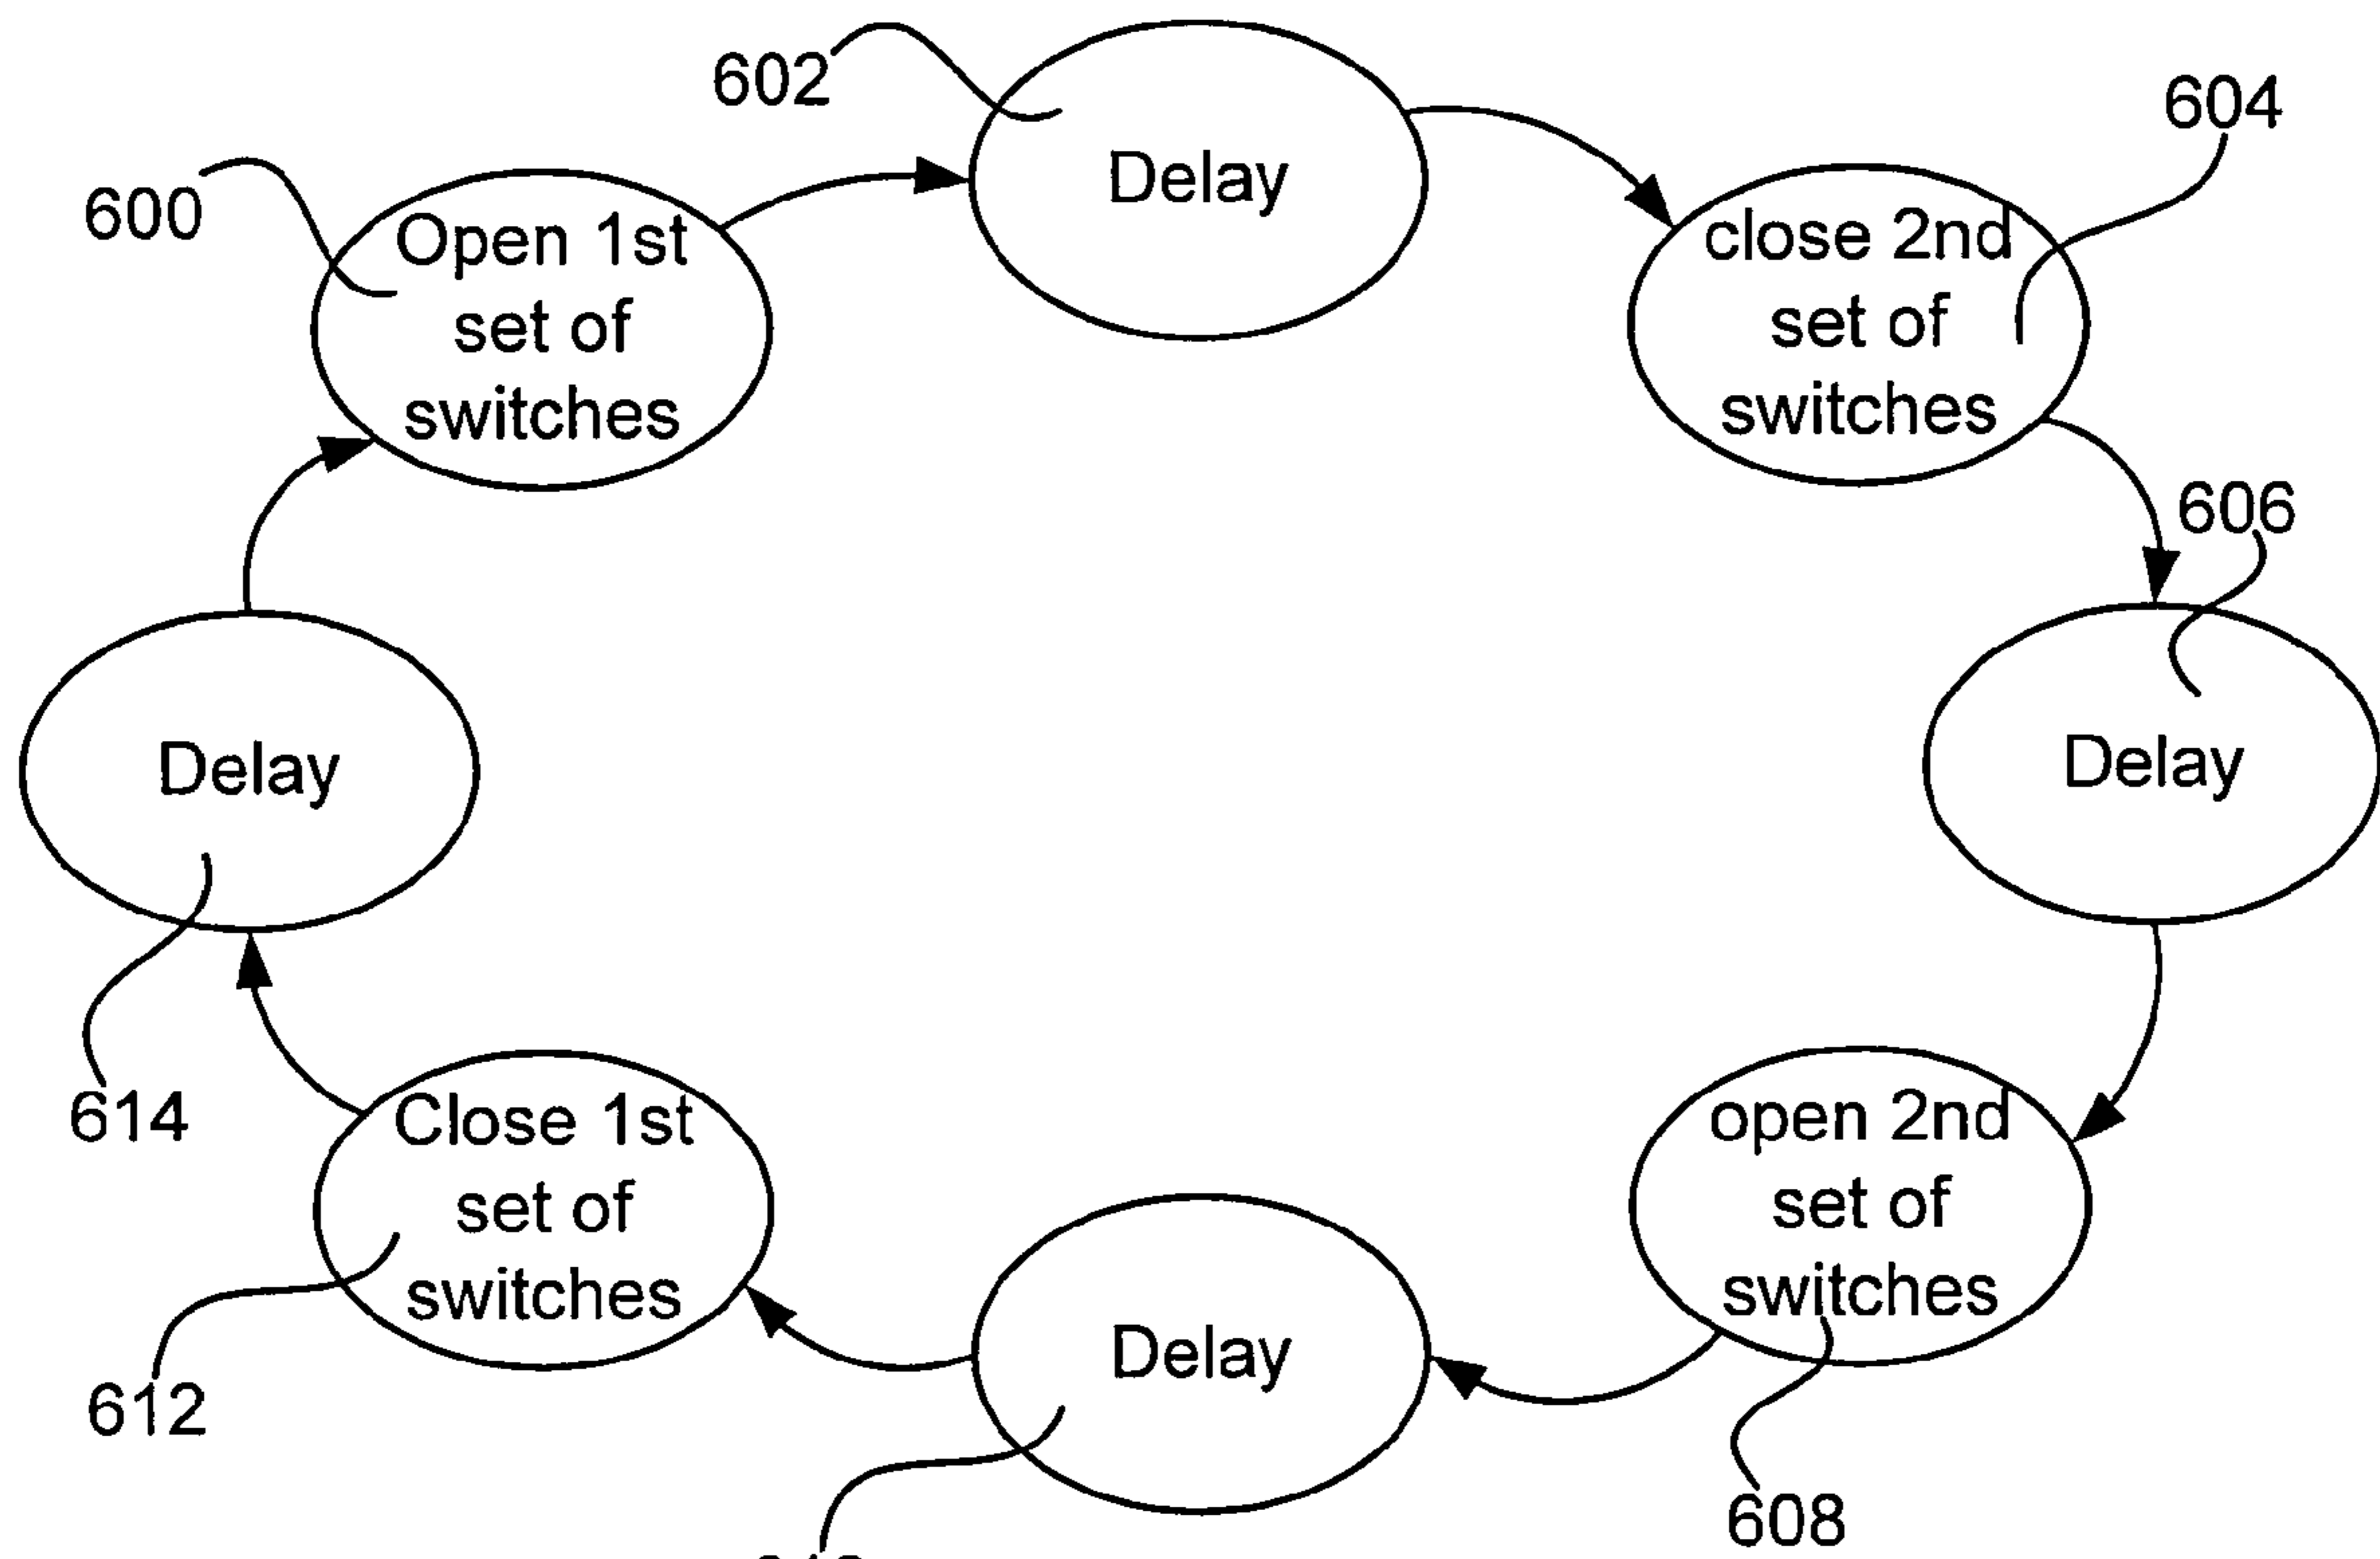 602
Delay
604
600
Open 1st
set of
switches
close 2nd
set of
switches
606
Delay
Delay
614
Close 1st
set of
switches
open 2nd
set of
switches
Delay
612
608